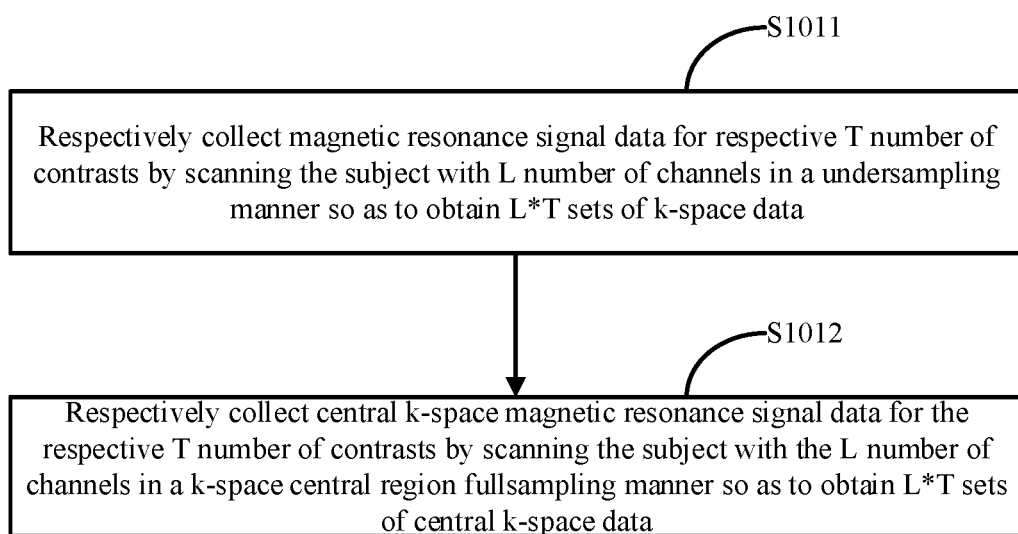 S1011
Respectively collect magnetic resonance signal data for respective T number of
contrasts by scanning the subject with L number of channels in a undersampling
manner so as to obtain L*T sets of k-space data
S1012
Respectively collect central k-space magnetic resonance signal data for the
respective T number of contrasts by scanning the subject with the L number of
channels in a k-space central region fullsampling manner so as to obtain L*T sets
of central k-space data